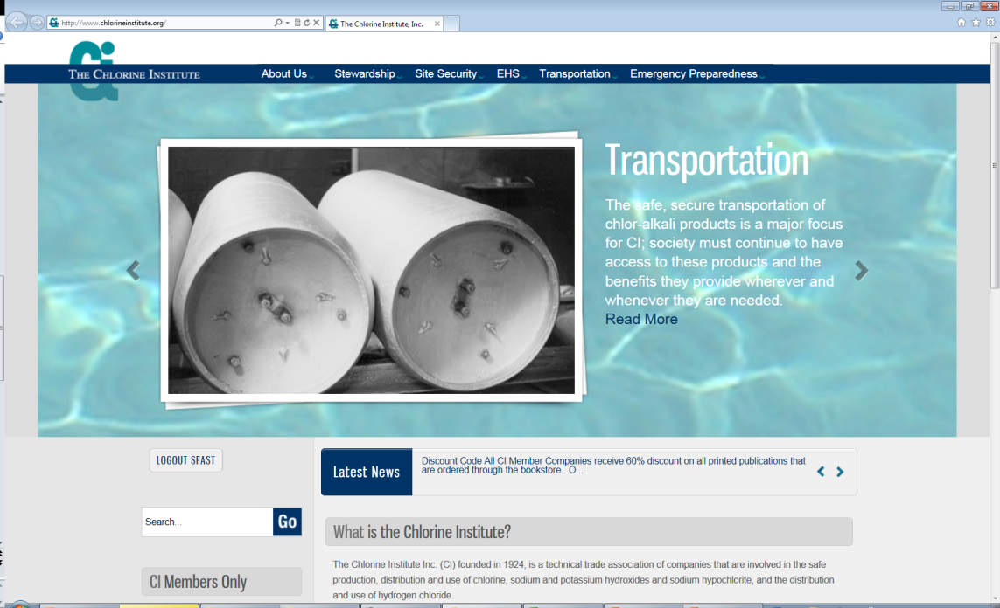 http://www.chlorineinstitute.org/
The Chlorine Institute, Inc.
THE CHLORINE INSTITUTE
About Us
Stewardship
Site Security
EHS
Transportation
Emergency Preparedness
Transportation
The safe, secure transportation of
chlor-alkali products is a major focus
for CI; society must continue to have
access to these products and the
benefits they provide wherever and
whenever they are needed.
Read More
LOGOUT SFAST
Latest News
Discount Code All CI Member Companies receive 60% discount on all printed publications that
are ordered through the bookstore. O...
Search...
Go
What is the Chlorine Institute?
CI Members Only
The Chlorine Institute Inc. (CI) founded in 1924, is a technical trade association of companies that are involved in the safe
production, distribution and use of chlorine, sodium and potassium hydroxides and sodium hypochlorite, and the distribution
and use of hydrogen chloride.